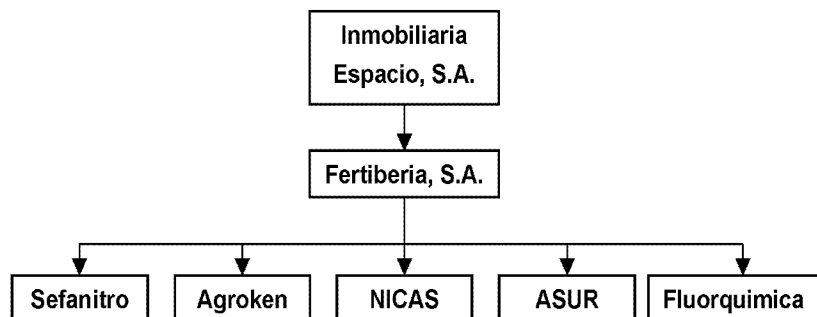 Inmobiliaria
Espacio, S.A.
Fertiberia, S.A.
Sefanitro
Agroken
NICAS
ASUR
Fluorquimica